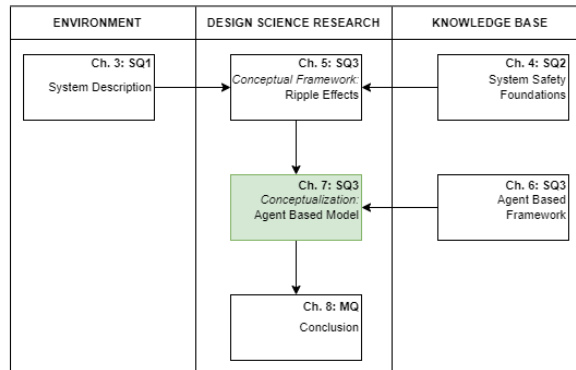 ENVIRONMENT
DESIGN SCIENCE RESEARCH
KNOWLEDGE BASE
Ch. 3: SQ1
System Description
Ch. 5: SQ3
Conceptual Framework:
Ripple Effects
Ch. 4: SQ2
System Safety
Foundations
Ch. 7: SQ3
Conceptualization:
Agent Based Model
Ch. 6: SQ3
Agent Based
Framework
Ch. 8: MQ
Conclusion